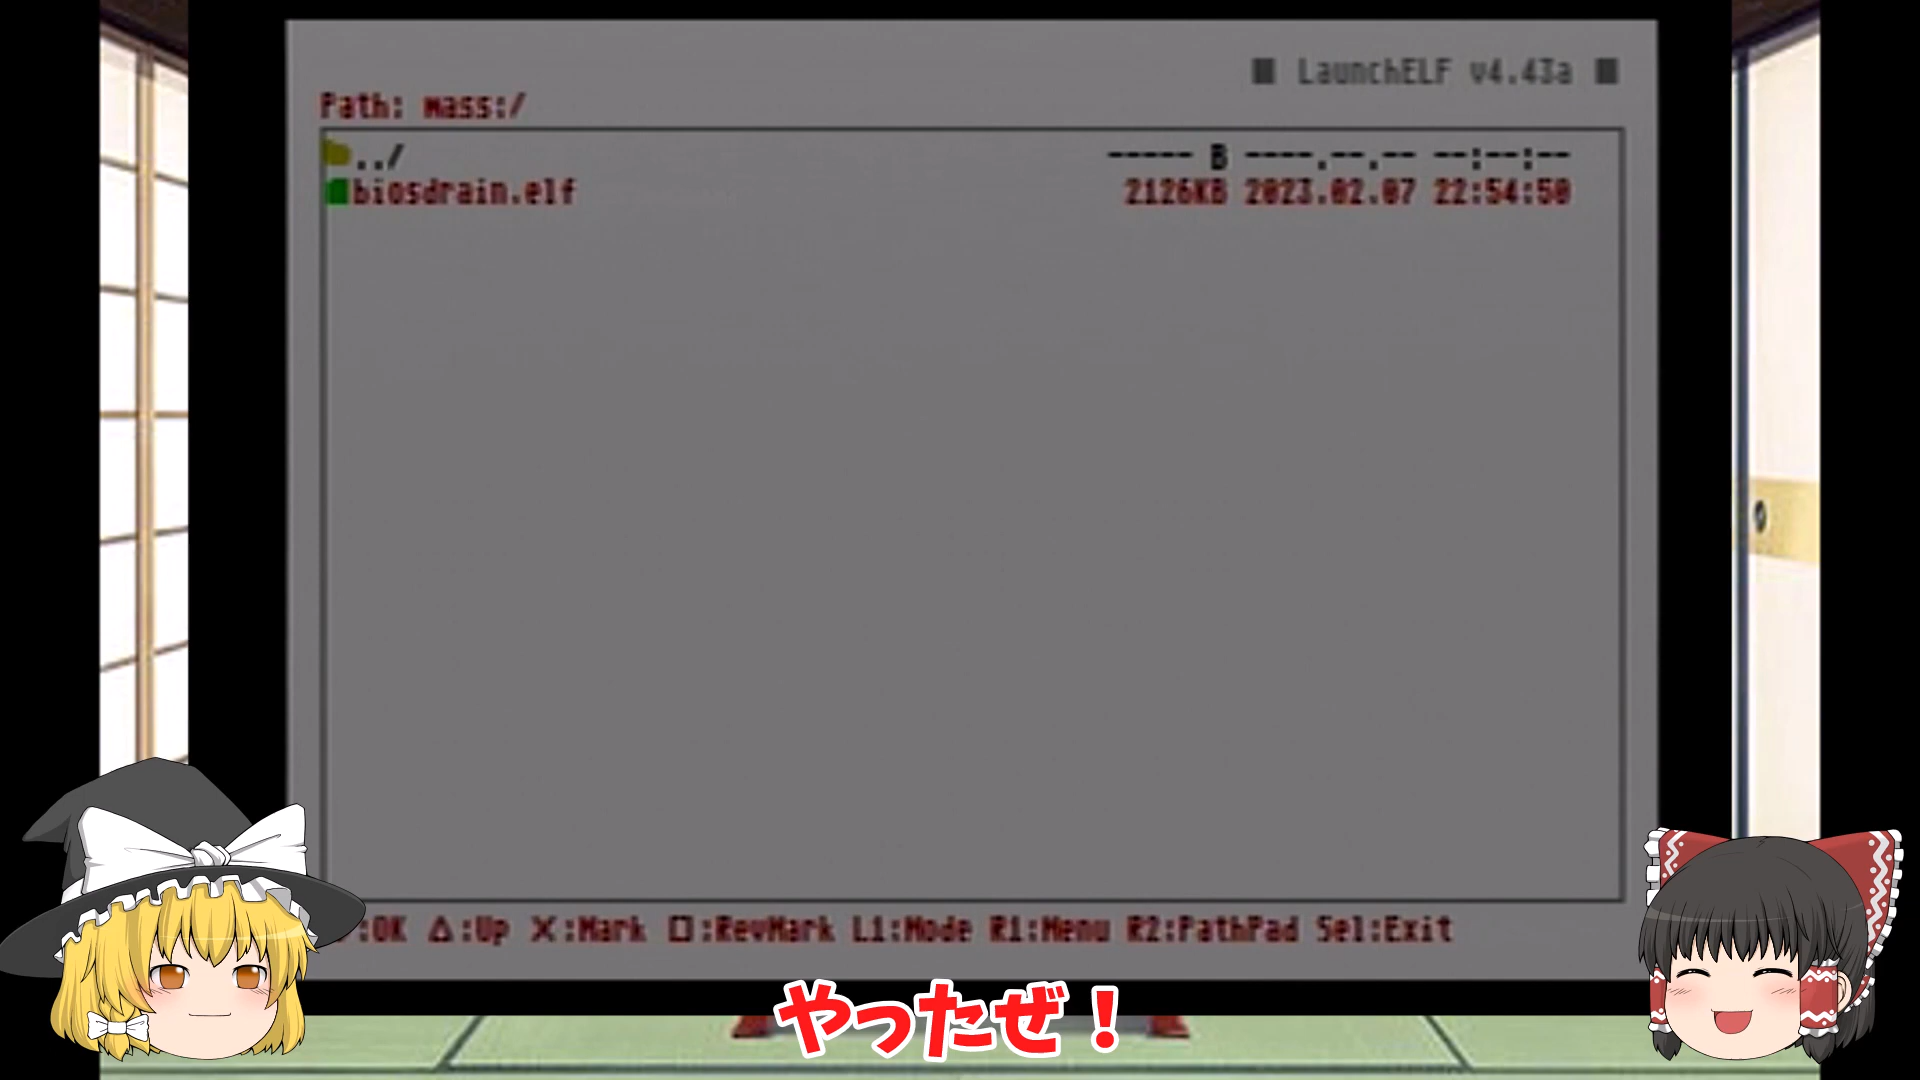 ■ LaunchELF v4.43a ■
Path: mass:/
../ ----- B ----.--.-- --:--:--
biosdrain.elf 2126KB 2023.02.07 22:54:50
:OK △:Up ×:Mark □:RevMark L1:Mode R1:Menu R2:PathPad Sel:Exit
やったぜ！